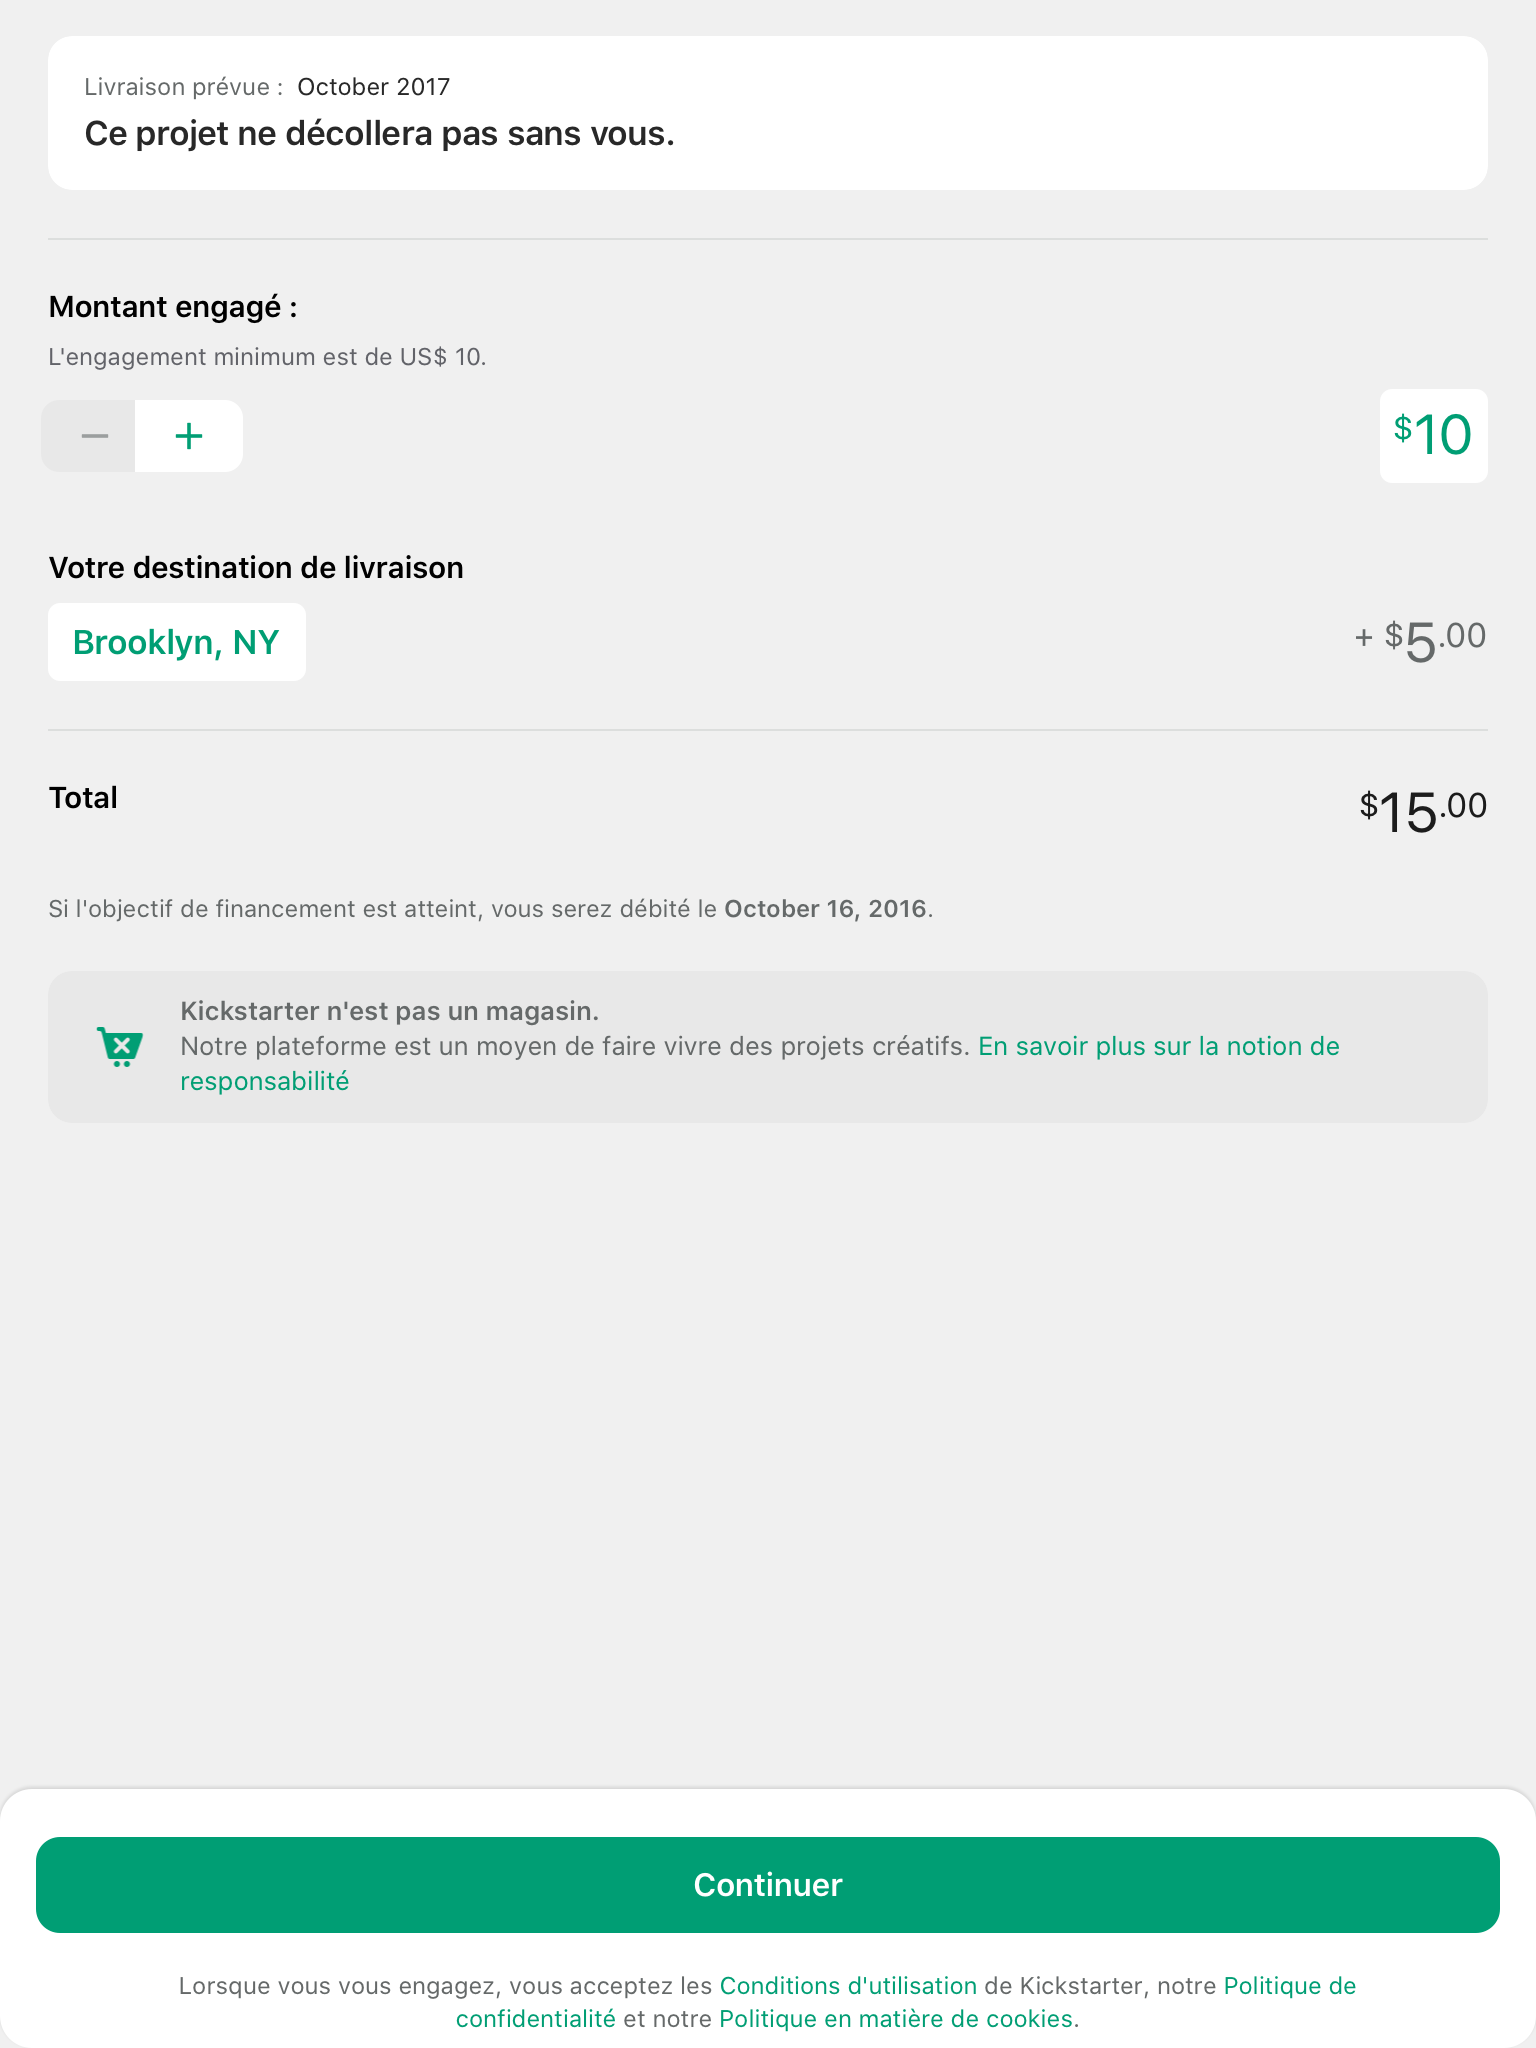 Livraison prévue : October 2017
Ce projet ne décollera pas sans vous.
Montant engagé :
L'engagement minimum est de US$ 10.
− +
$10
Votre destination de livraison
Brooklyn, NY
+ $5.00
Total
$15.00
Si l'objectif de financement est atteint, vous serez débité le October 16, 2016.
Kickstarter n'est pas un magasin.
Notre plateforme est un moyen de faire vivre des projets créatifs. En savoir plus sur la notion de
responsabilité
Continuer
Lorsque vous vous engagez, vous acceptez les Conditions d'utilisation de Kickstarter, notre Politique de
confidentialité et notre Politique en matière de cookies.